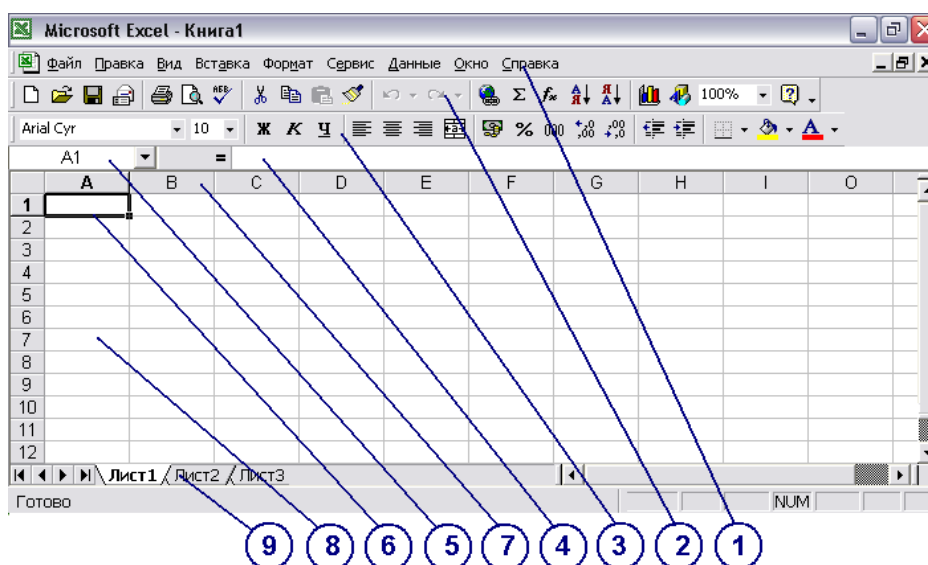 Microsoft Excel - Книга1
Файл Правка Вид Вставка Формат Сервис Данные Окно Справка
100%
Arial Cyr 10 Ж К Ч % 000
A1 =
A B C D E F G H I O
1
2
3
4
5
6
7
8
9
10
11
12
Лист1 Лист2 Лист3
Готово NUM
9 8 6 5 7 4 3 2 1